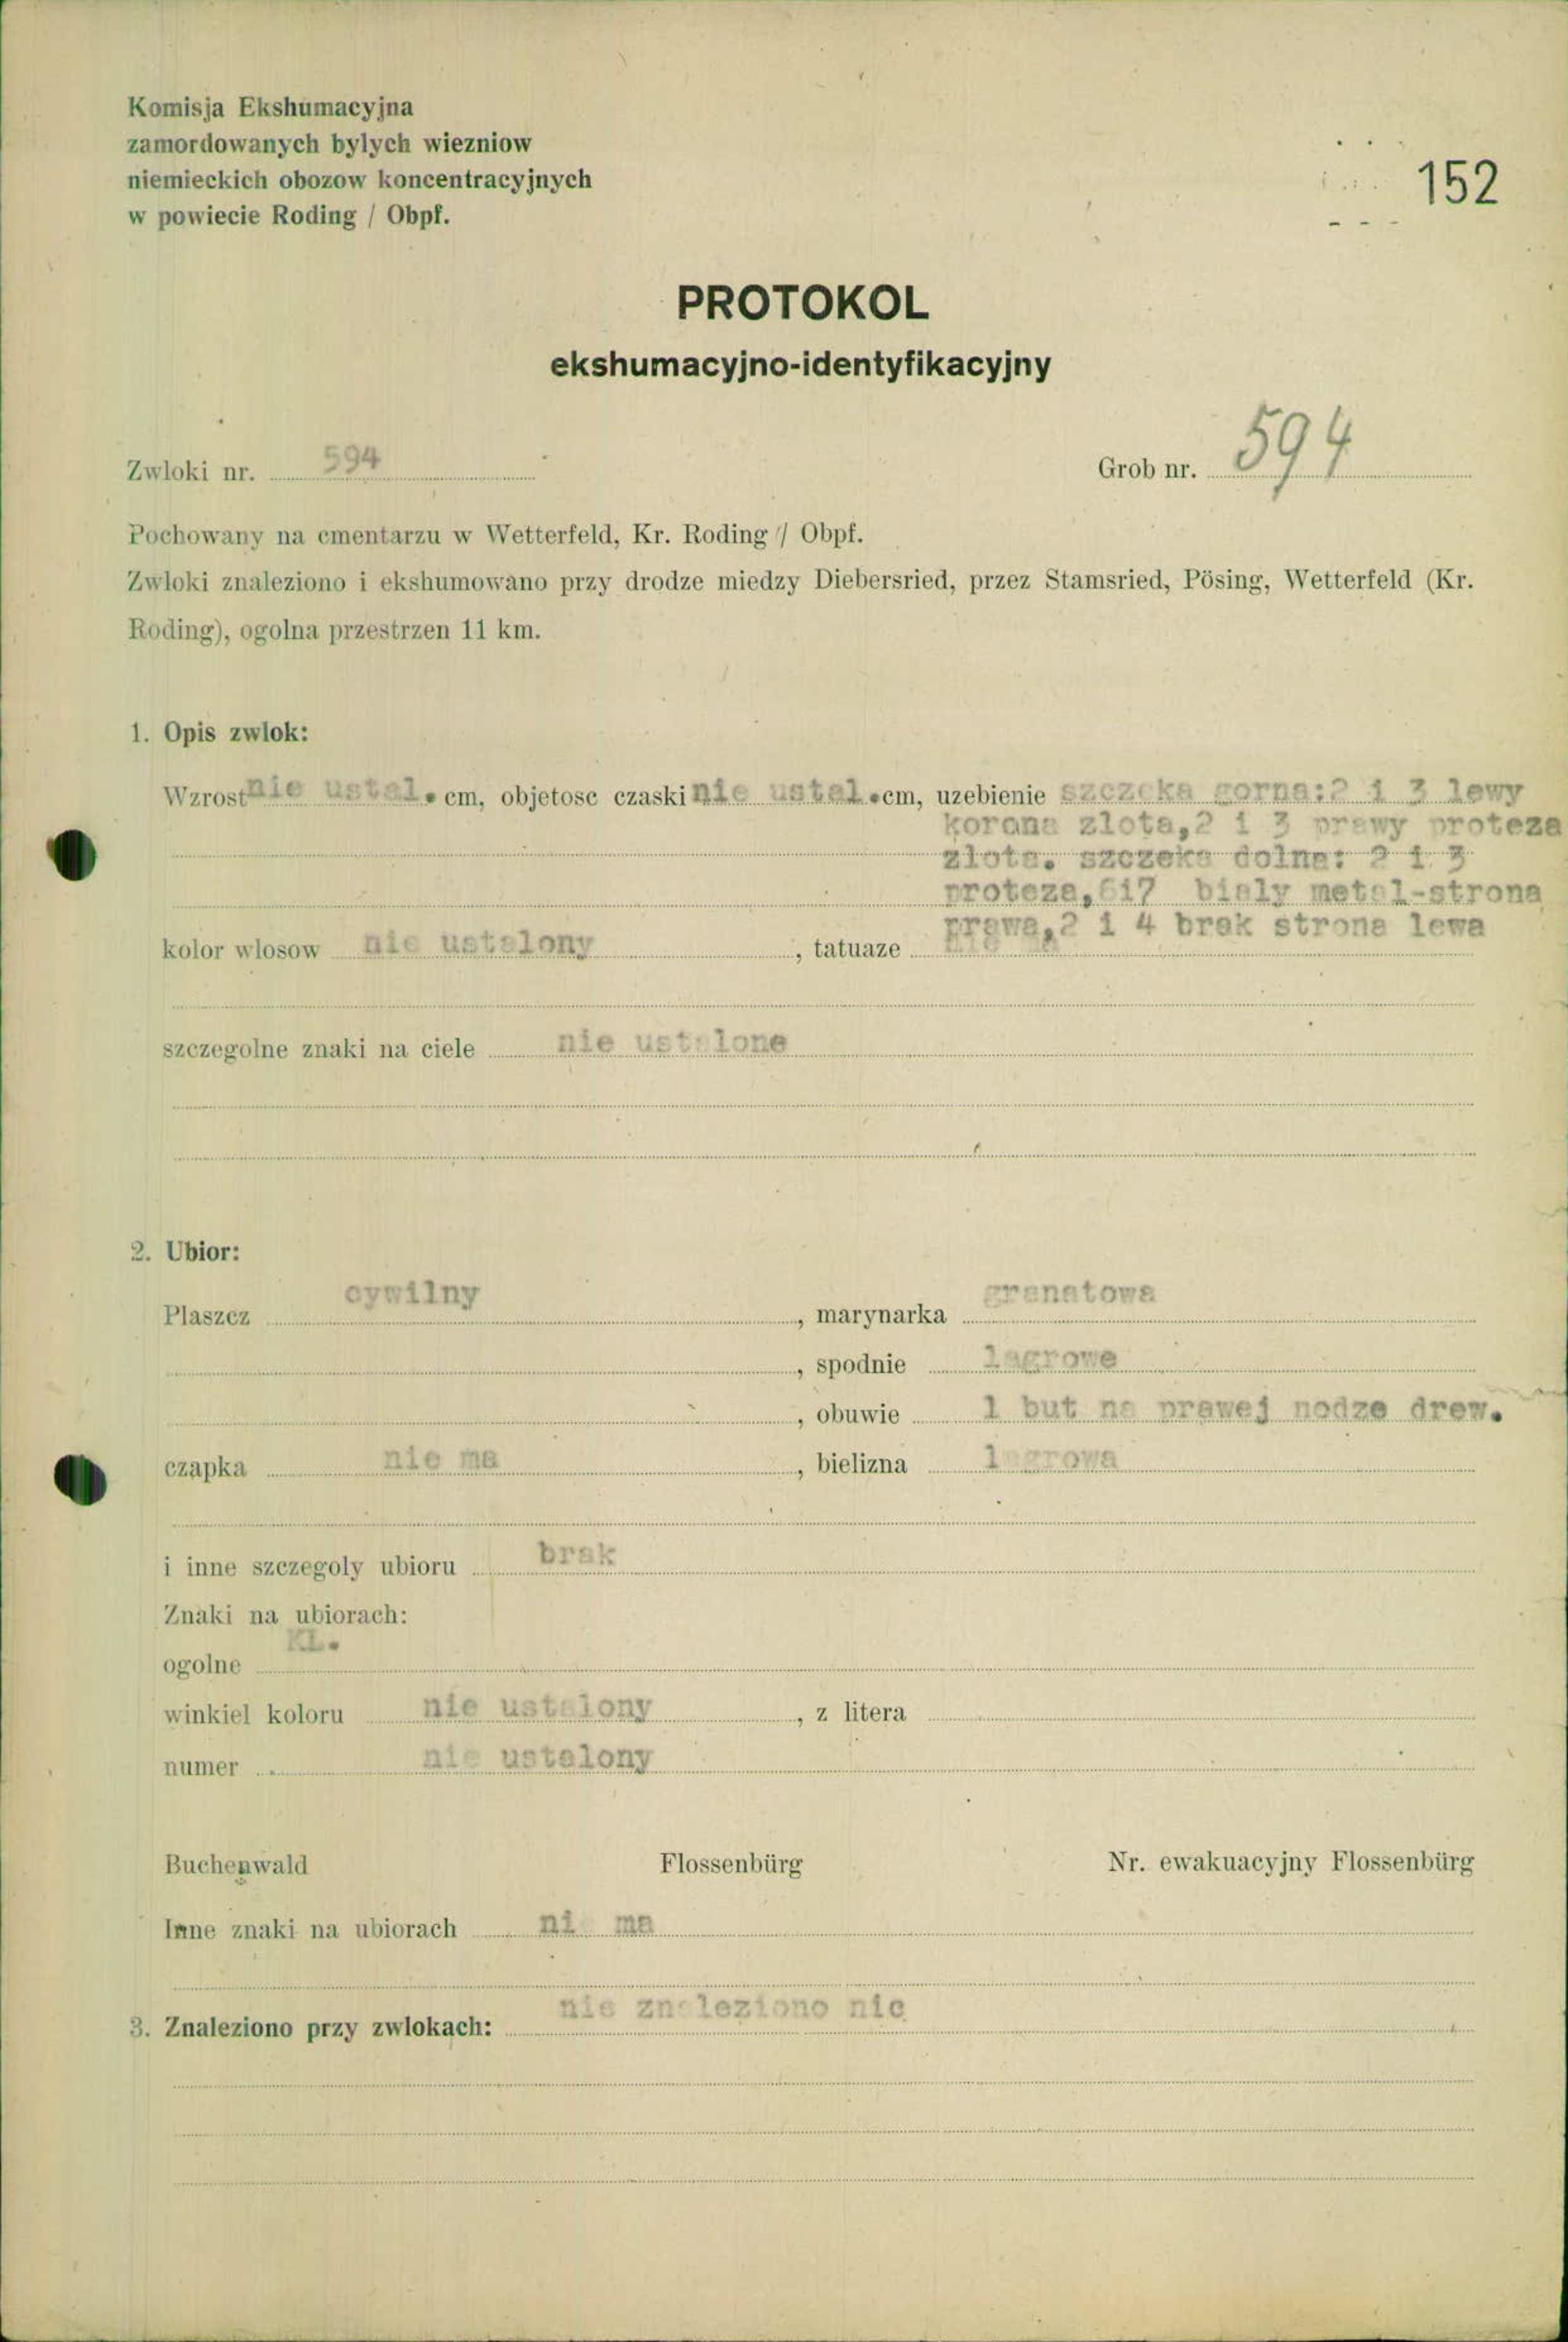 Komisja Ekshumacyjna
zamordowanych bylych wiezniow
niemieckich obozow koncentracyjnych
w powiecie Roding / Obpf.
152
PROTOKOL
ekshumacyjno-identyfikacyjny
Zwloki nr. 594
Grob nr. 594
Pochowany na cmentarzu w Wetterfeld, Kr. Roding / Obpf.
Zwloki znaleziono i ekshumowano przy drodze miedzy Diebersried, przez Stamsried, Pösing, Wetterfeld (Kr.
Roding), ogolna przestrzen 11 km.
1. Opis zwlok:
Wzrost nie ustal. cm, objetosc czaski nie ustal. cm, uzebienie szczeka gorna: 2 i 3 lewy
korona zlota, 2 i 3 prawy proteza
zlota. szczeka dolna: 2 i 3
proteza, 6i7 bialy metal-strona
prawa, 2 i 4 brak strona lewa
kolor wlosow nie ustalony , tatuaze
szczegolne znaki na ciele nie ustalone
2. Ubior:
Plaszcz cywilny , marynarka granatowa
, spodnie lagrowe
, obuwie 1 but na prawej nodze drew.
czapka nie ma , bielizna lagrowa
i inne szczegoly ubioru brak
Znaki na ubiorach:
ogolne KL.
winkiel koloru nie ustalony , z litera
numer nie ustalony
Buchenwald Flossenbürg Nr. ewakuacyjny Flossenbürg
Inne znaki na ubiorach ni ma
3. Znaleziono przy zwlokach: nie znaleziono nic